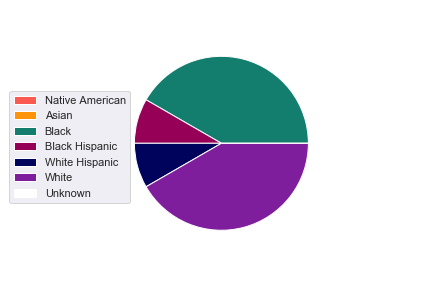 Native American
Asian
Black
Black Hispanic
White Hispanic
White
Unknown